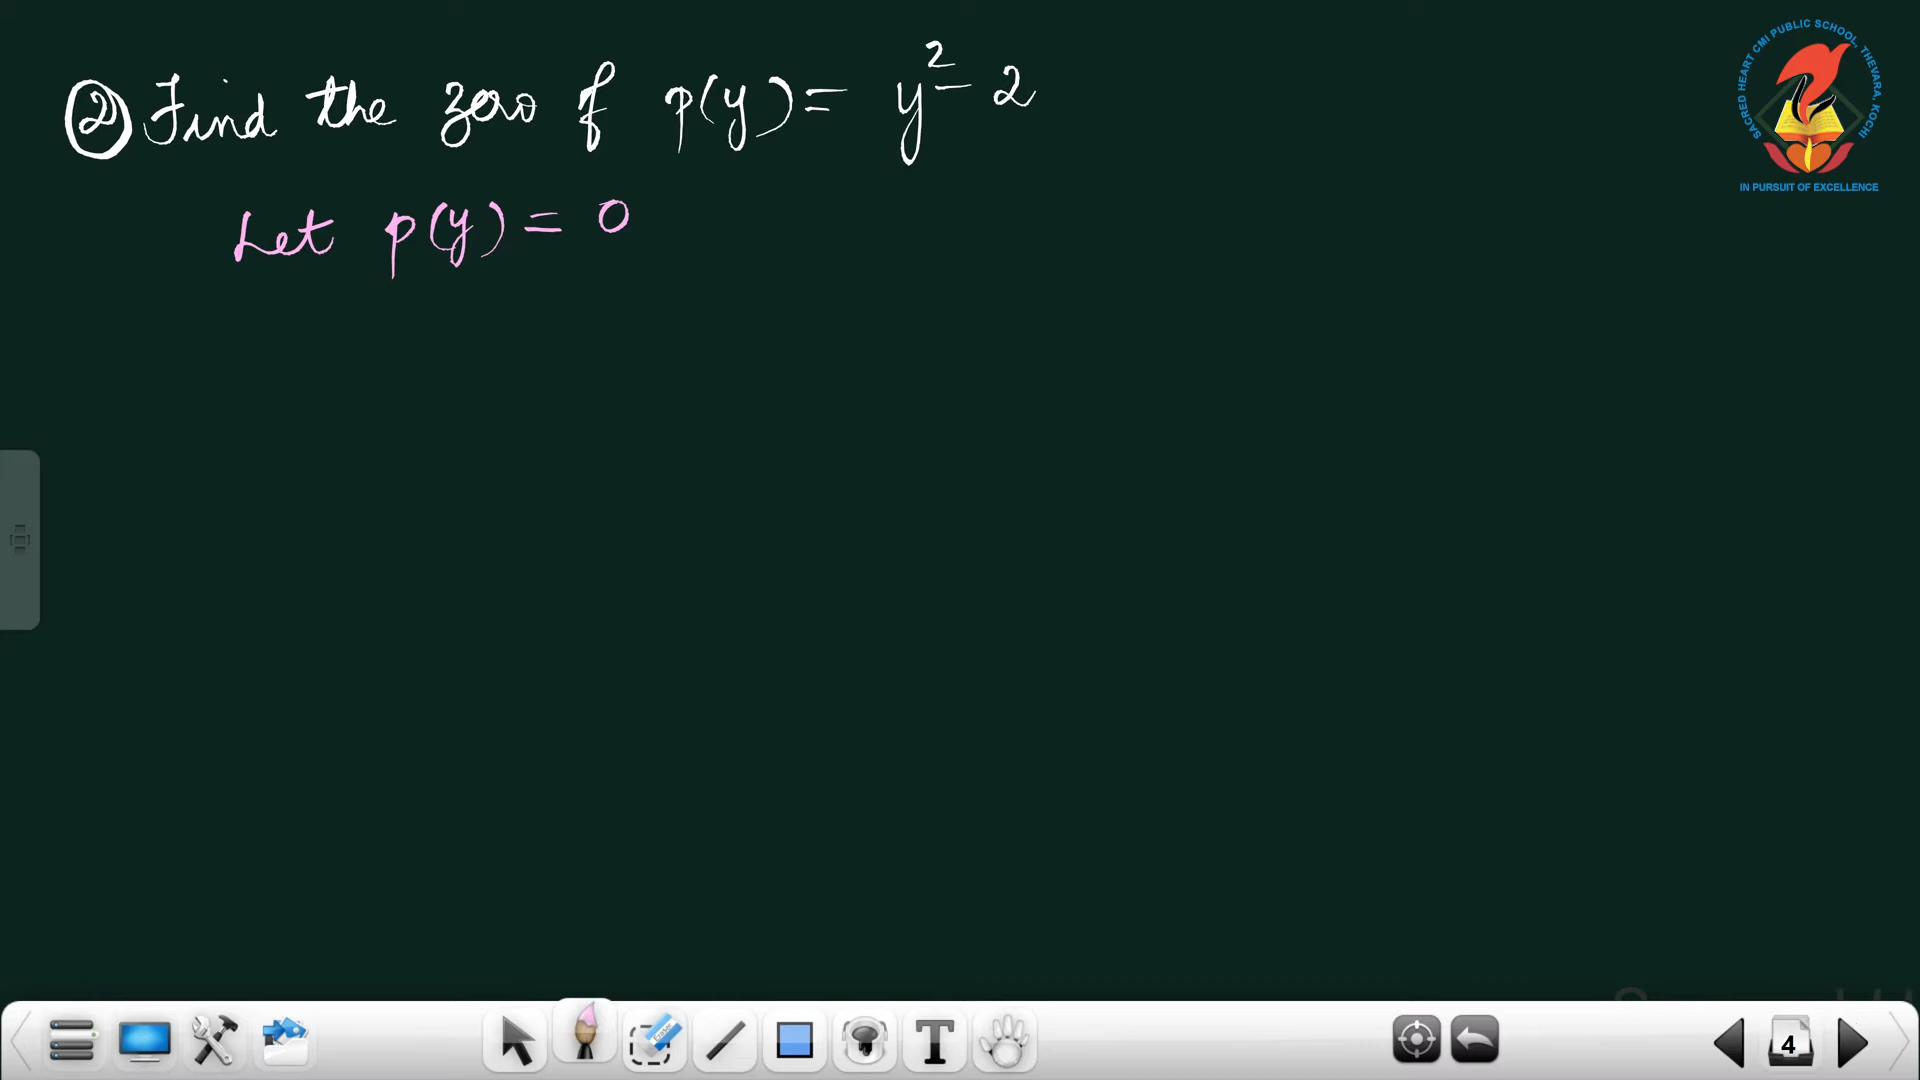 ② Find the zero of p(y) = y² - 2
Let p(y) = 0
SACRED HEART CMI PUBLIC SCHOOL, THEVARA, KOCHI
IN PURSUIT OF EXCELLENCE
Eraser
T
4